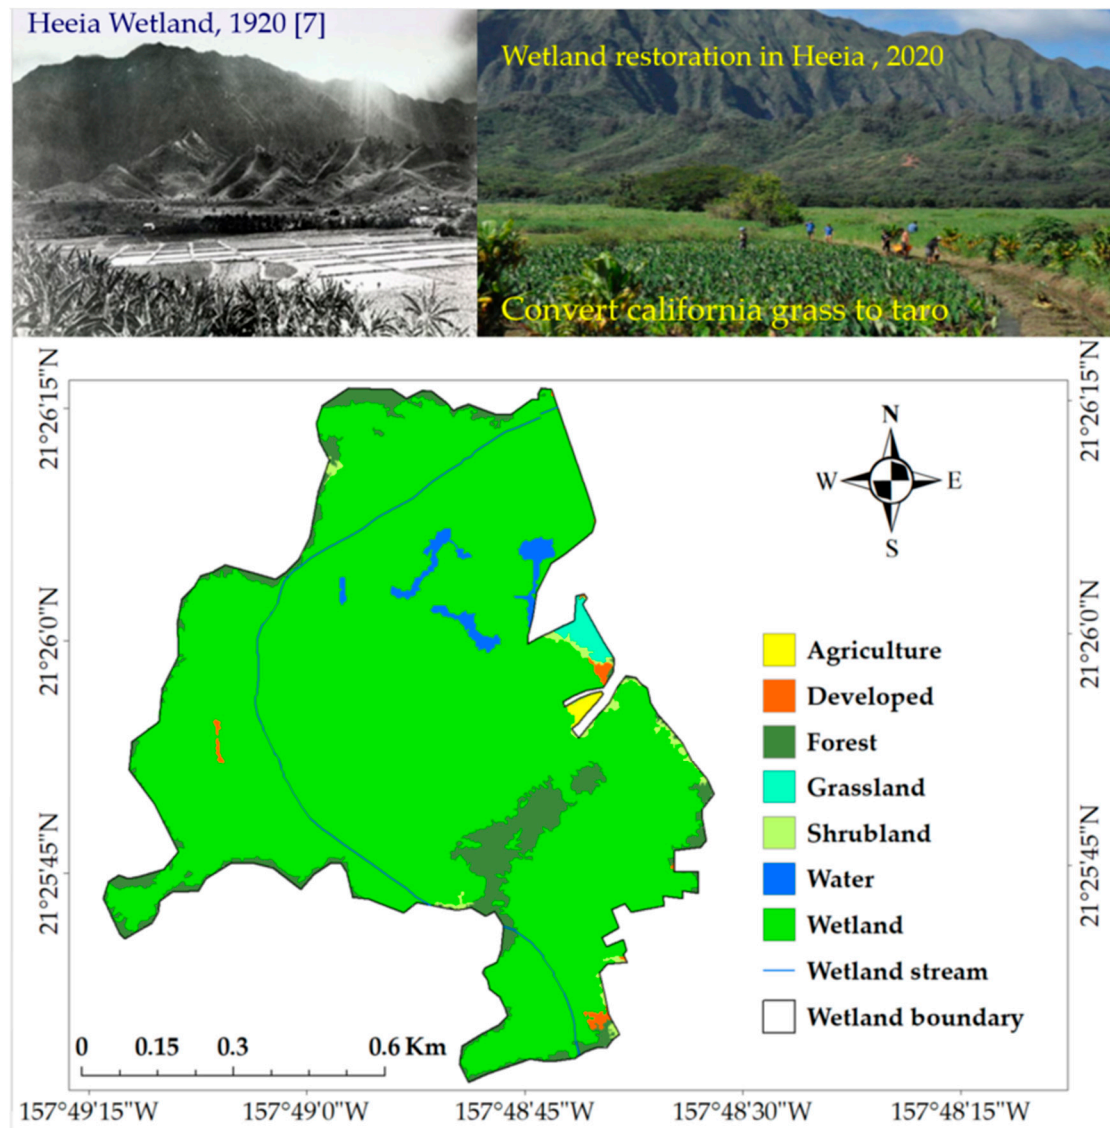 Heeia Wetland, 1920 [7]
Wetland restoration in Heeia , 2020
Convert california grass to taro
21°26'15"N
21°26'0"N
21°25'45"N
21°26'15"N
21°26'0"N
21°25'45"N
N
W
E
S
Agriculture
Developed
Forest
Grassland
Shrubland
Water
Wetland
Wetland stream
Wetland boundary
0 0.15 0.3 0.6 Km
157°49'15"W 157°49'0"W 157°48'45"W 157°48'30"W 157°48'15"W